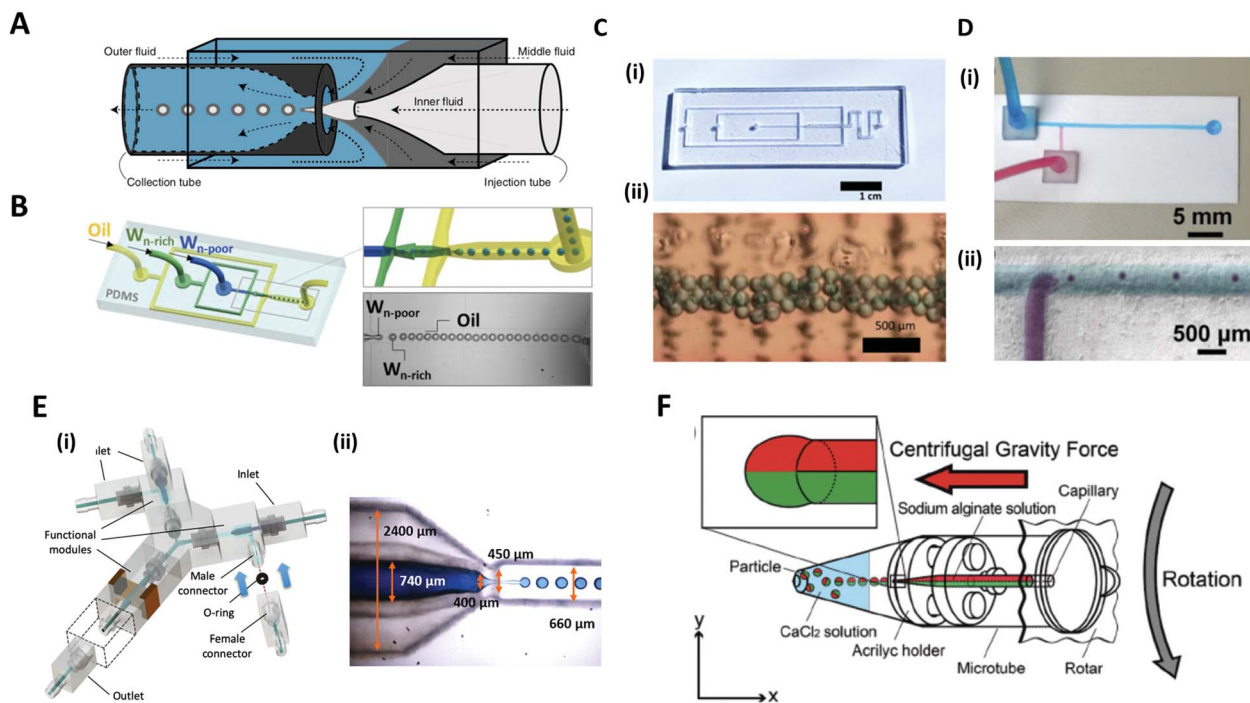 A
Outer fluid
Middle fluid
Inner fluid
Collection tube
Injection tube
B
Oil
Wn-rich
Wn-poor
PDMS
Wn-poor
Oil
Wn-rich
C
(i)
1 cm
(ii)
500 µm
D
(i)
5 mm
(ii)
500 µm
E
(i)
Inlet
Functional
modules
Male
connector
O-ring
Female
connector
Outlet
(ii)
2400 µm
450 µm
740 µm
400 µm
660 µm
F
Centrifugal Gravity Force
Sodium alginate solution
Capillary
Particle
CaCl2 solution
Acrilyc holder
Microtube
Rotar
Rotation
y
x